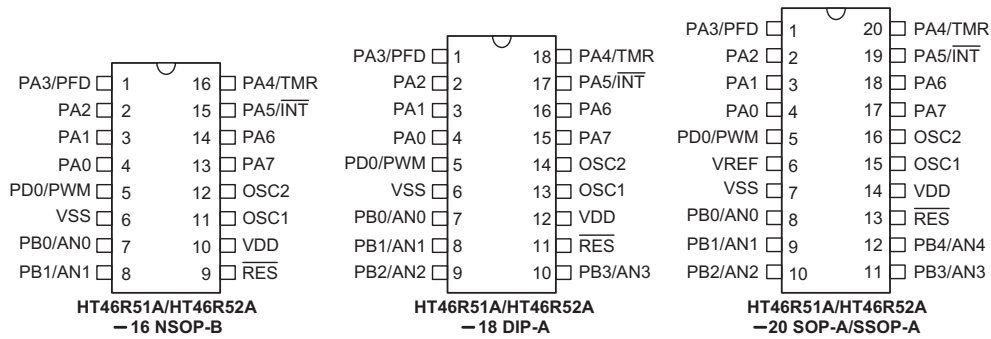 PA3/PFD 1 16 PA4/TMR
PA2 2 15 PA5/INT
PA1 3 14 PA6
PA0 4 13 PA7
PD0/PWM 5 12 OSC2
VSS 6 11 OSC1
PB0/AN0 7 10 VDD
PB1/AN1 8 9 RES
HT46R51A/HT46R52A
–16 NSOP-B
PA3/PFD 1 18 PA4/TMR
PA2 2 17 PA5/INT
PA1 3 16 PA6
PA0 4 15 PA7
PD0/PWM 5 14 OSC2
VSS 6 13 OSC1
PB0/AN0 7 12 VDD
PB1/AN1 8 11 RES
PB2/AN2 9 10 PB3/AN3
HT46R51A/HT46R52A
–18 DIP-A
PA3/PFD 1 20 PA4/TMR
PA2 2 19 PA5/INT
PA1 3 18 PA6
PA0 4 17 PA7
PD0/PWM 5 16 OSC2
VREF 6 15 OSC1
VSS 7 14 VDD
PB0/AN0 8 13 RES
PB1/AN1 9 12 PB4/AN4
PB2/AN2 10 11 PB3/AN3
HT46R51A/HT46R52A
–20 SOP-A/SSOP-A